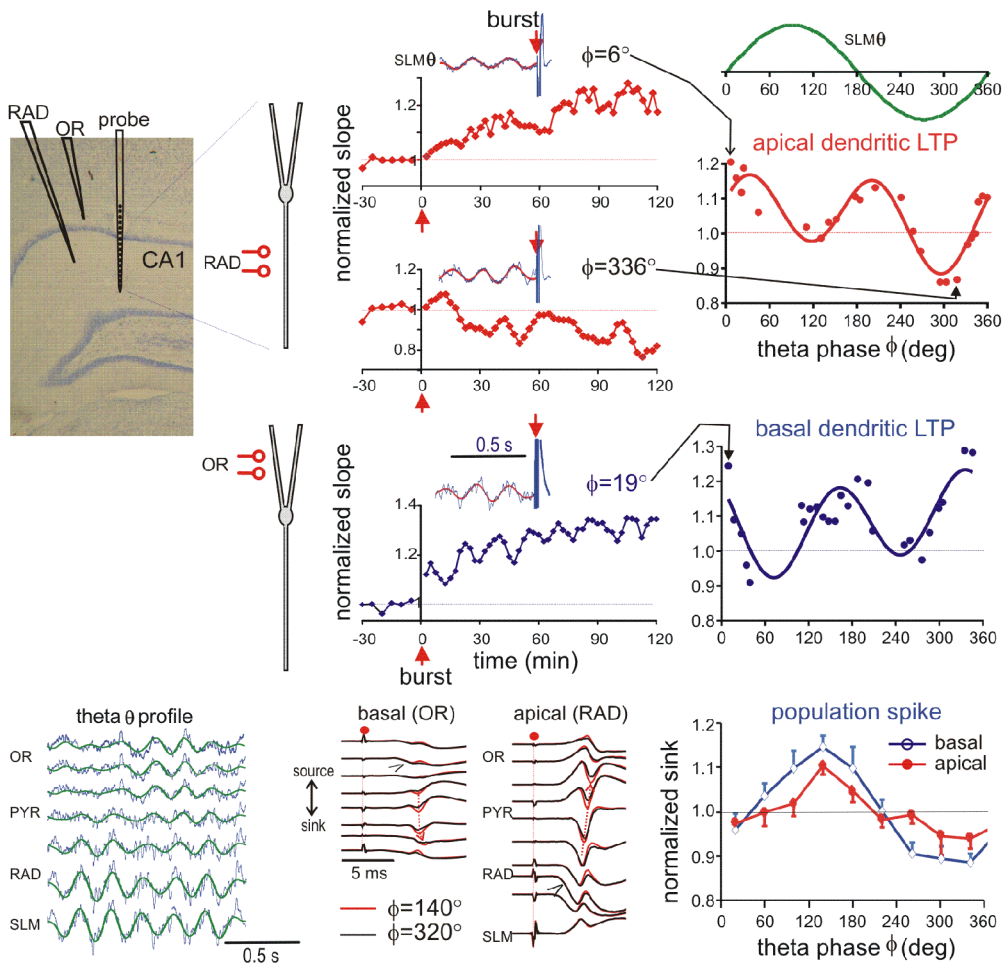 RAD
OR
probe
CA1
RAD
burst
SLMθ
ϕ=6°
1.2
1
normalized slope
-30 0 30 60 90 120
ϕ=336°
1.2
1
0.8
-30 0 30 60 90 120
SLMθ
0 60 120 180 240 300 360
apical dendritic LTP
1.2
1.1
1.0
0.9
0.8
0 60 120 180 240 300 360
theta phase ϕ (deg)
OR
0.5 s
ϕ=19°
normalized slope
1.4
1.2
-30 0 30 60 90 120
time (min)
burst
basal dendritic LTP
1.3
1.2
1.1
1.0
0.9
0.8
0 60 120 180 240 300 360
theta θ profile
OR
PYR
RAD
SLM
0.5 s
basal (OR)
source
sink
5 ms
apical (RAD)
OR
PYR
RAD
SLM
ϕ=140°
ϕ=320°
population spike
basal
apical
normalized sink
1.2
1.1
1.0
0.9
0.8
0 60 120 180 240 300 360
theta phase ϕ (deg)